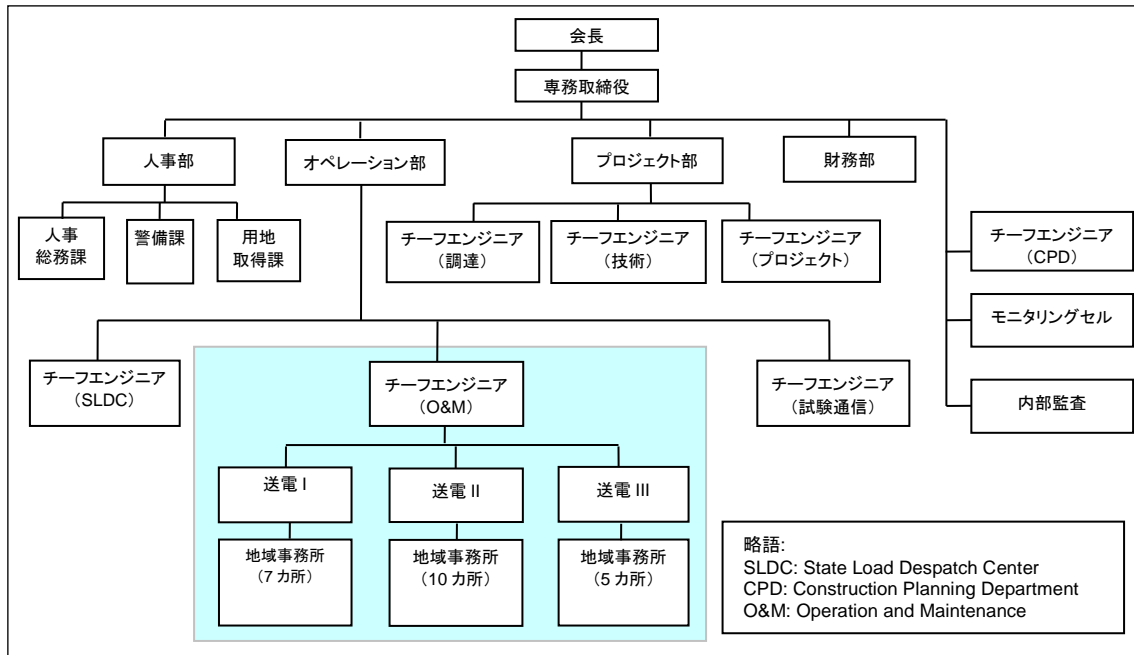 会長
専務取締役
人事部
オペレーション部
プロジェクト部
財務部
人事
総務課
警備課
用地
取得課
チーフエンジニア
（調達）
チーフエンジニア
（技術）
チーフエンジニア
（プロジェクト）
チーフエンジニア
（CPD）
モニタリングセル
内部監査
チーフエンジニア
（SLDC）
チーフエンジニア
（O&M）
チーフエンジニア
（試験通信）
送電 I
送電 II
送電 III
地域事務所
（7 カ所）
地域事務所
（10 カ所）
地域事務所
（5 カ所）
略語:
SLDC: State Load Despatch Center
CPD: Construction Planning Department
O&M: Operation and Maintenance